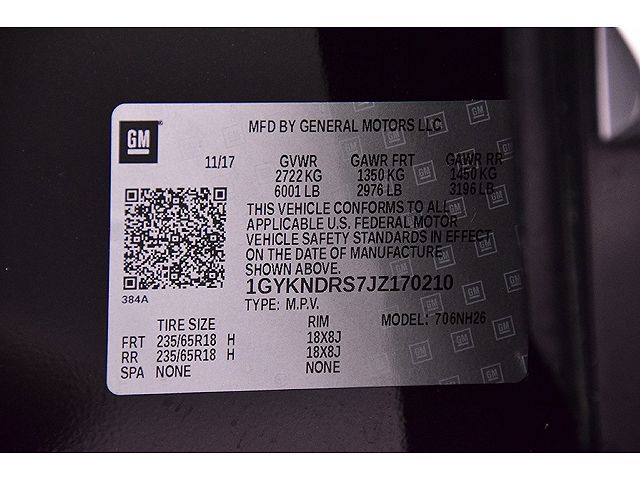 GM
MFD BY GENERAL MOTORS LLC
11/17 GVWR GAWR FRT GAWR RR
2722 KG 1350 KG 1450 KG
6001 LB 2976 LB 3196 LB
THIS VEHICLE CONFORMS TO ALL
APPLICABLE U.S. FEDERAL MOTOR
VEHICLE SAFETY STANDARDS IN EFFECT
ON THE DATE OF MANUFACTURE
SHOWN ABOVE.
1GYKNDRS7JZ170210
384A
TYPE: M.P.V.
TIRE SIZE RIM MODEL: 706NH26
FRT 235/65R18 H 18X8J
RR 235/65R18 H 18X8J
SPA NONE NONE